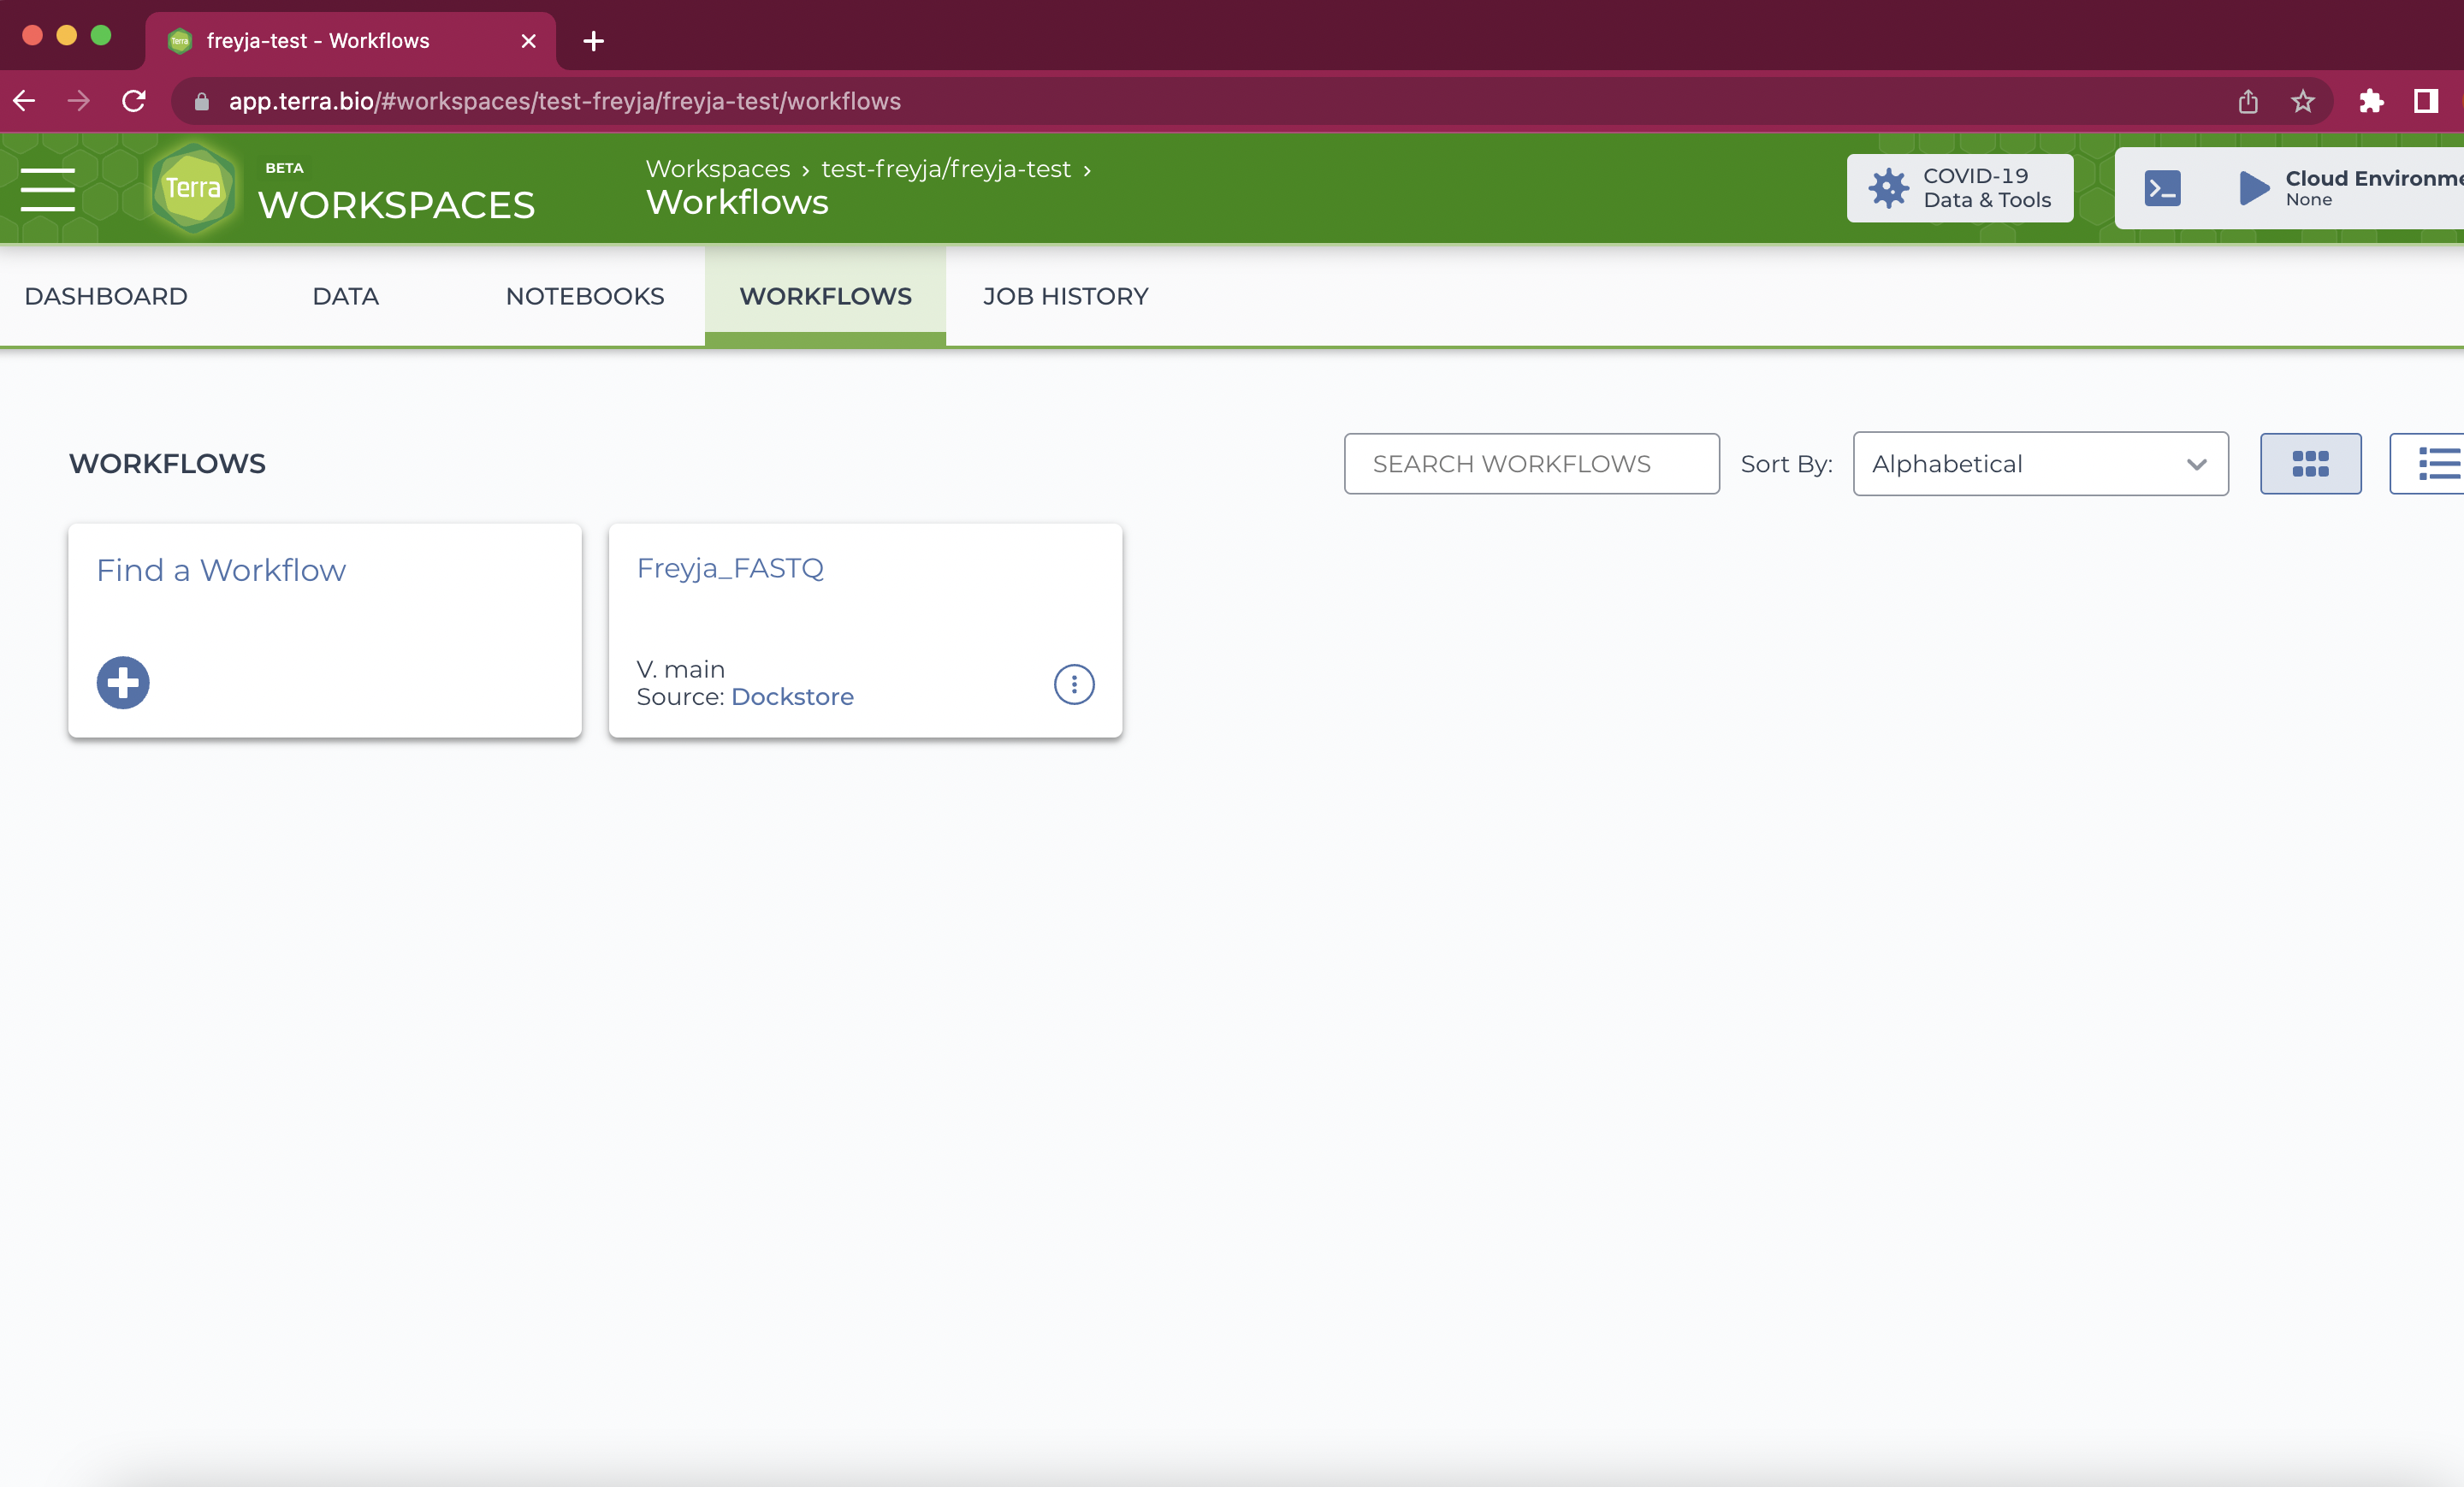 freyja-test - Workflows
app.terra.bio/#workspaces/test-freyja/freyja-test/workflows
Terra
BETA
WORKSPACES
Workspaces › test-freyja/freyja-test ›
Workflows
COVID-19
Data & Tools
Cloud Environme
None
DASHBOARD
DATA
NOTEBOOKS
WORKFLOWS
JOB HISTORY
WORKFLOWS
SEARCH WORKFLOWS
Sort By:
Alphabetical
Find a Workflow
Freyja_FASTQ
V. main
Source: Dockstore